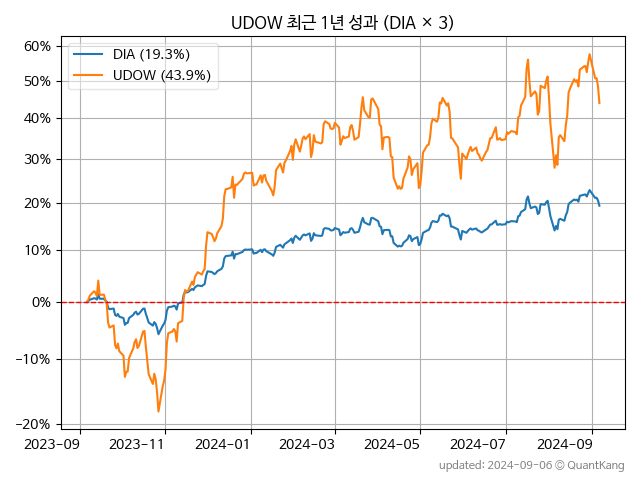 UDOW 최근 1년 성과 (DIA × 3)
DIA (19.3%)
UDOW (43.9%)
60%
50%
40%
30%
20%
10%
0%
−10%
−20%
2023-09 2023-11 2024-01 2024-03 2024-05 2024-07 2024-09
updated: 2024-09-06 © QuantKang